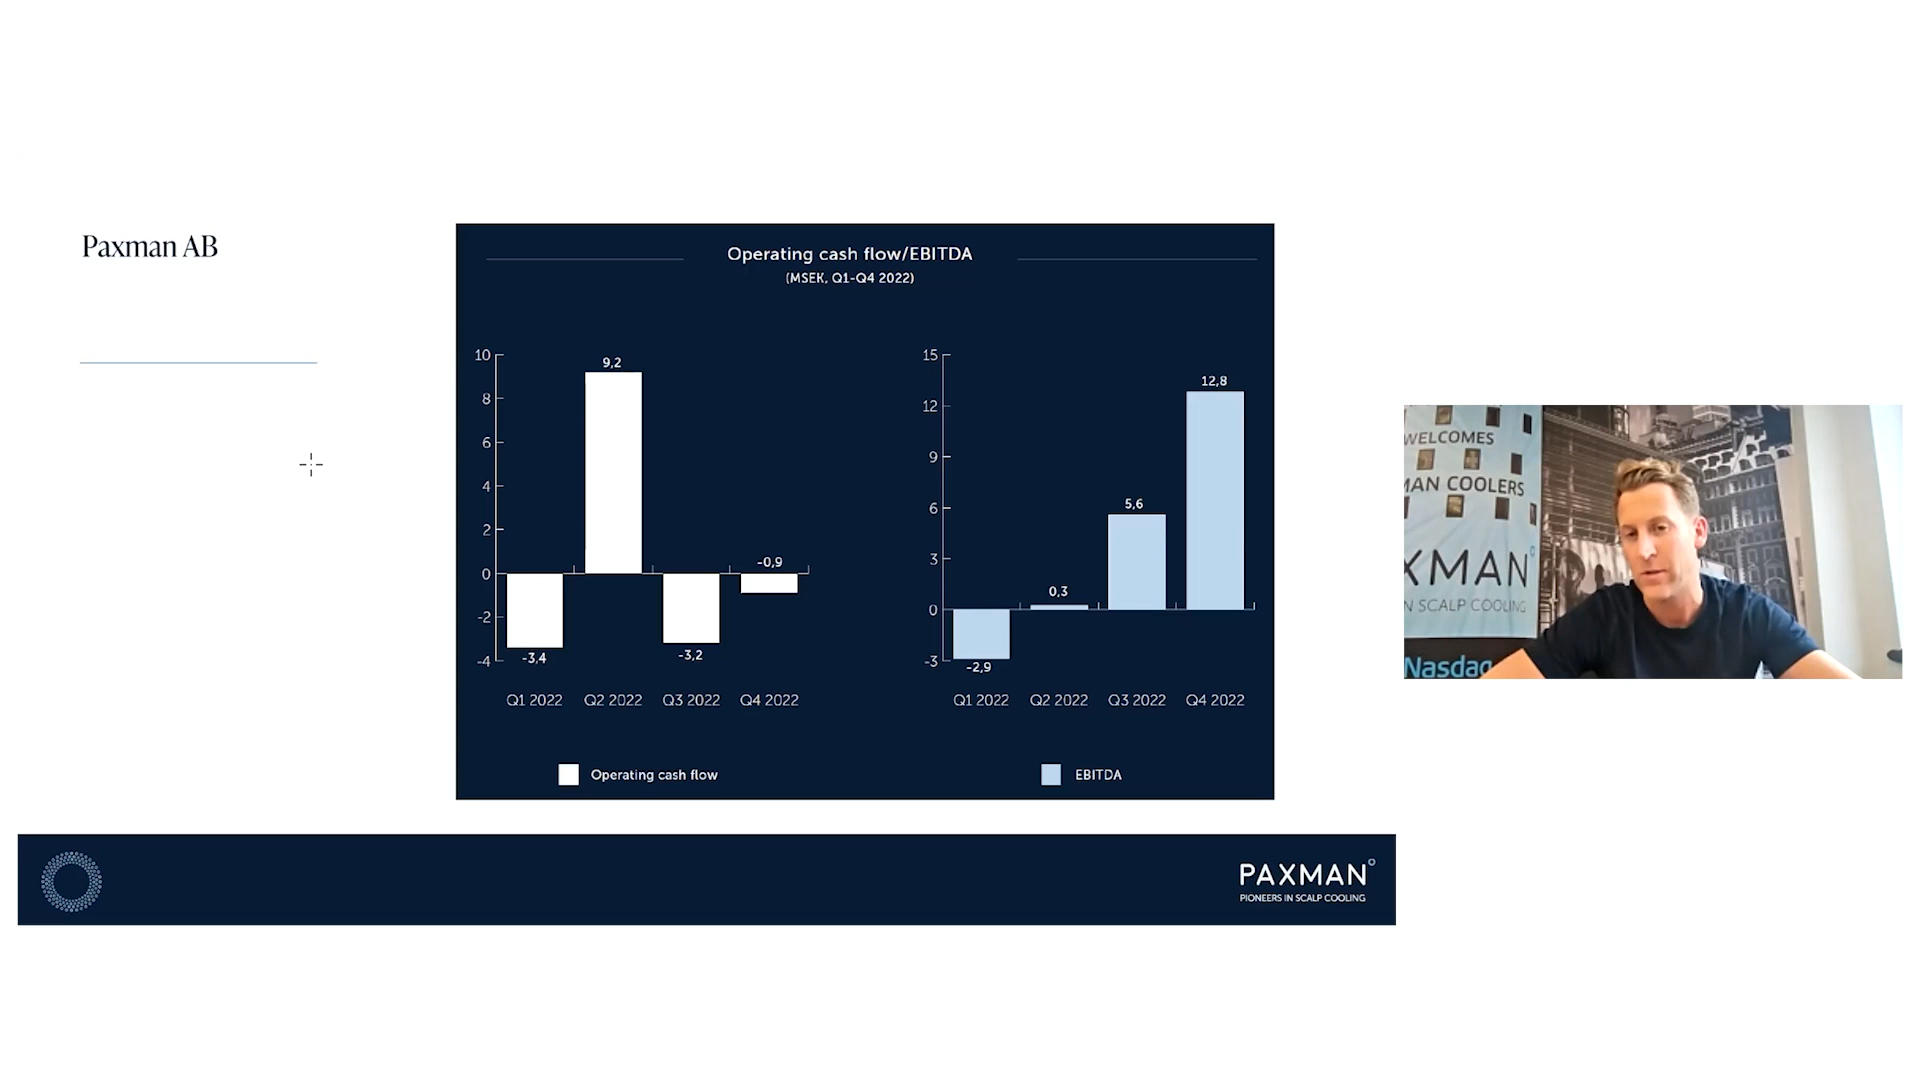 Paxman AB
Operating cash flow/EBITDA
(MSEK, Q1-Q4 2022)
10
8
6
4
2
0
-2
-4
9,2
-0,9
-3,4
-3,2
Q1 2022 Q2 2022 Q3 2022 Q4 2022
Operating cash flow
15
12
9
6
3
0
-3
12,8
5,6
0,3
-2,9
Q1 2022 Q2 2022 Q3 2022 Q4 2022
EBITDA
WELCOMES
MAN COOLERS
XMAN
N SCALP COOLING
Nasdaq
PAXMAN
PIONEERS IN SCALP COOLING